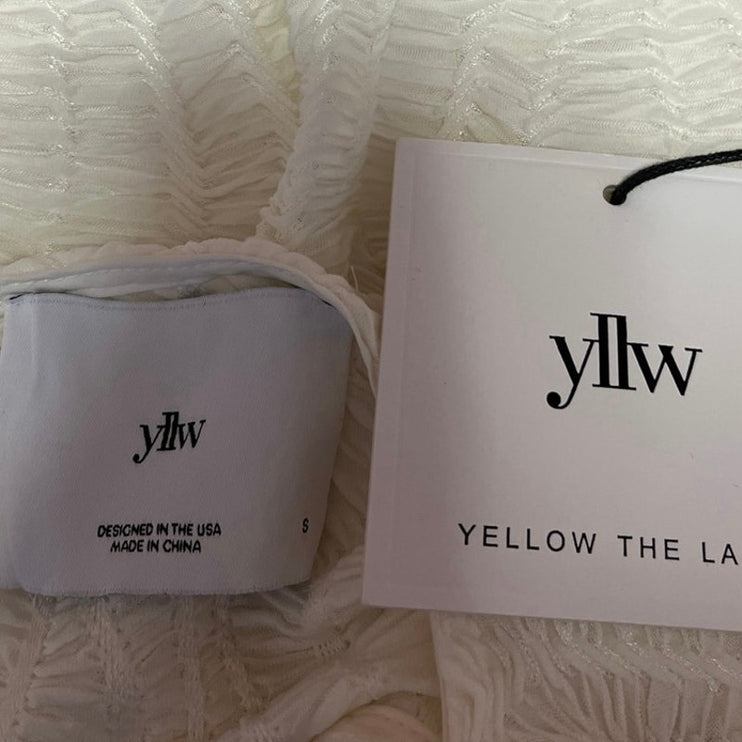 yllw
DESIGNED IN THE USA
MADE IN CHINA
S
yllw
YELLOW THE LA